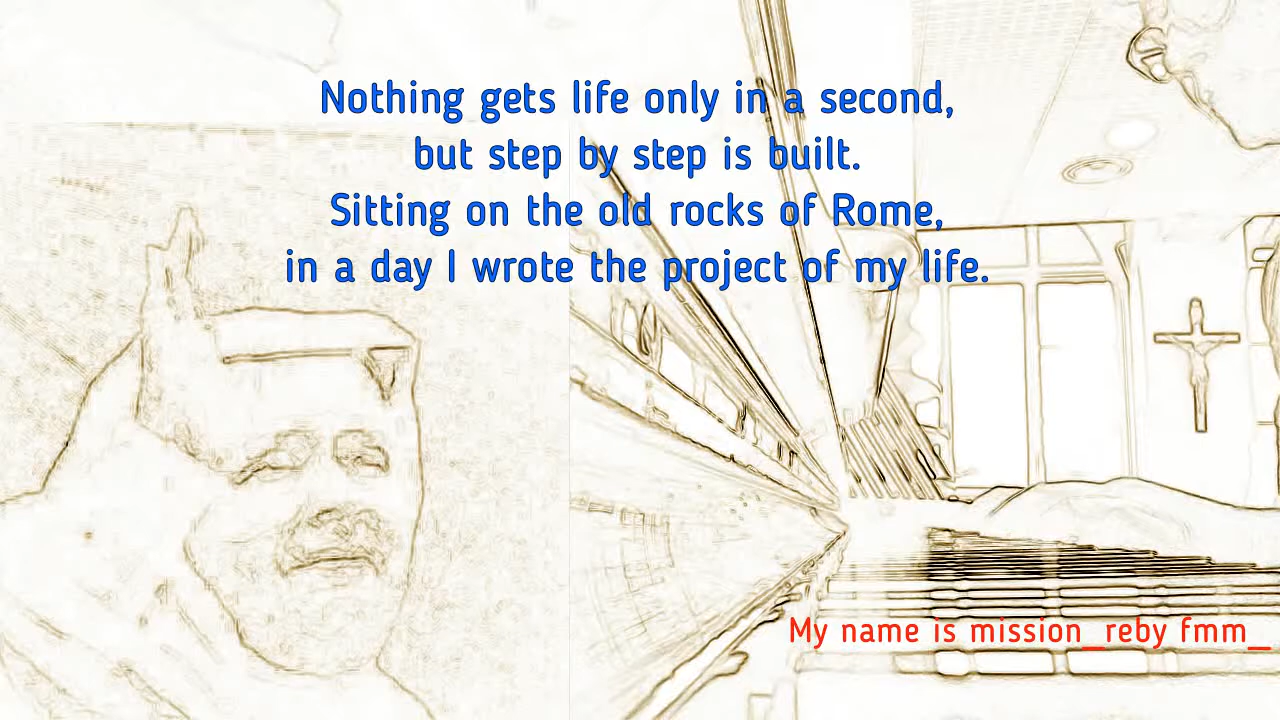 Nothing gets life only in a second,
but step by step is built.
Sitting on the old rocks of Rome,
in a day I wrote the project of my life.
My name is mission_reby fmm_